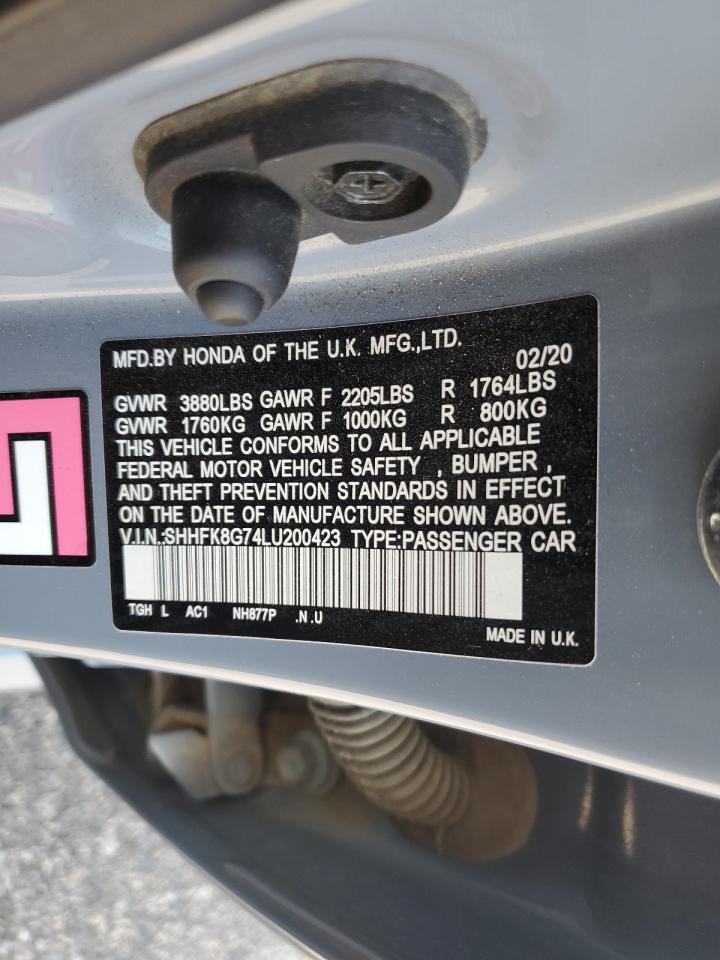 MFD.BY HONDA OF THE U.K. MFG.,LTD. 02/20
GVWR 3880LBS GAWR F 2205LBS R 1764LBS
GVWR 1760KG GAWR F 1000KG R 800KG
THIS VEHICLE CONFORMS TO ALL APPLICABLE
FEDERAL MOTOR VEHICLE SAFETY , BUMPER ,
AND THEFT PREVENTION STANDARDS IN EFFECT
ON THE DATE OF MANUFACTURE SHOWN ABOVE.
V.I.N.:SHHFK8G74LU200423 TYPE:PASSENGER CAR
TGH L AC1 NH877P .N .U
MADE IN U.K.